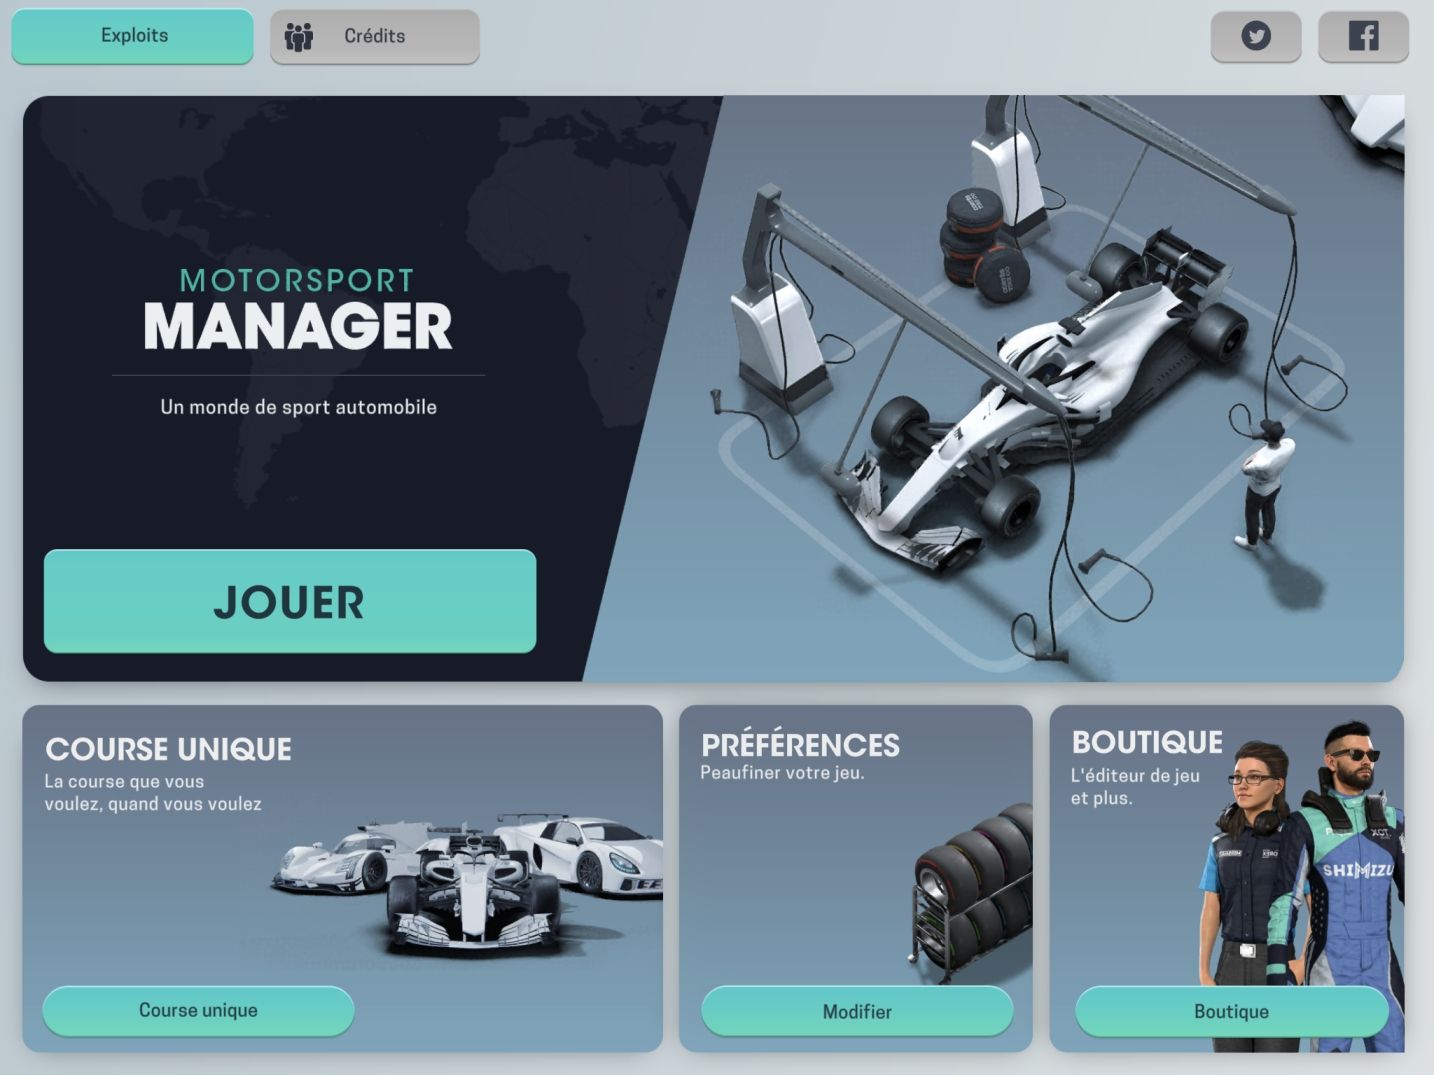 Exploits
Crédits
MOTORSPORT
MANAGER
Un monde de sport automobile
JOUER
COURSE UNIQUE
La course que vous
voulez, quand vous voulez
Course unique
PRÉFÉRENCES
Peaufiner votre jeu.
Modifier
BOUTIQUE
L'éditeur de jeu
et plus.
SHIMIZU
Boutique